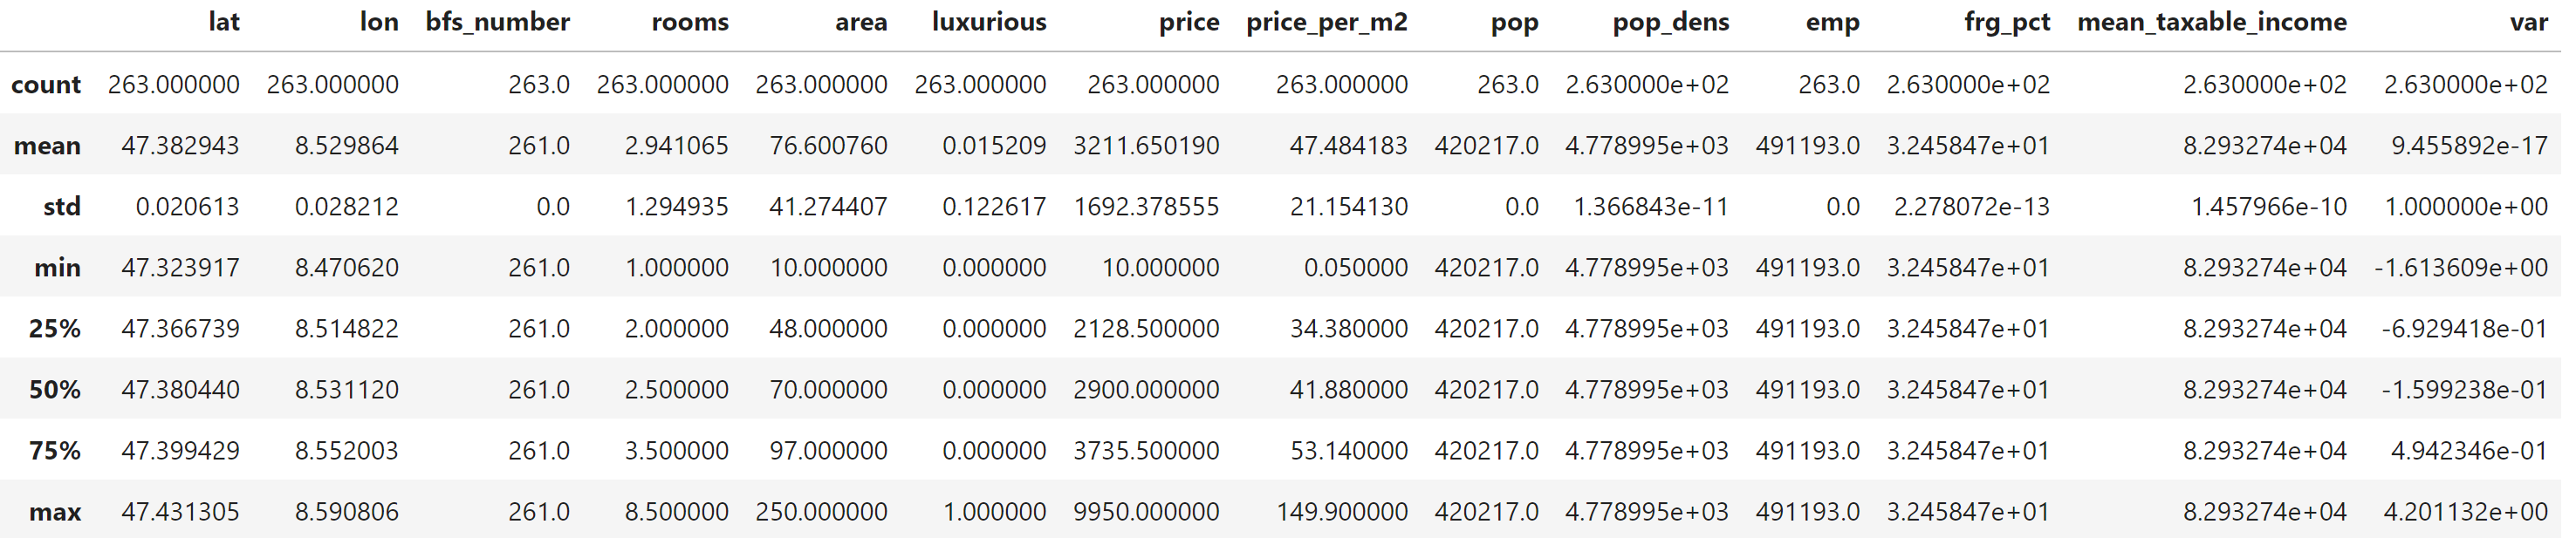 lat lon bfs_number rooms area luxurious price price_per_m2 pop pop_dens emp frg_pct mean_taxable_income var
count 263.000000 263.000000 263.0 263.000000 263.000000 263.000000 263.000000 263.000000 263.0 2.630000e+02 263.0 2.630000e+02 2.630000e+02 2.630000e+02
mean 47.382943 8.529864 261.0 2.941065 76.600760 0.015209 3211.650190 47.484183 420217.0 4.778995e+03 491193.0 3.245847e+01 8.293274e+04 9.455892e-17
std 0.020613 0.028212 0.0 1.294935 41.274407 0.122617 1692.378555 21.154130 0.0 1.366843e-11 0.0 2.278072e-13 1.457966e-10 1.000000e+00
min 47.323917 8.470620 261.0 1.000000 10.000000 0.000000 10.000000 0.050000 420217.0 4.778995e+03 491193.0 3.245847e+01 8.293274e+04 -1.613609e+00
25% 47.366739 8.514822 261.0 2.000000 48.000000 0.000000 2128.500000 34.380000 420217.0 4.778995e+03 491193.0 3.245847e+01 8.293274e+04 -6.929418e-01
50% 47.380440 8.531120 261.0 2.500000 70.000000 0.000000 2900.000000 41.880000 420217.0 4.778995e+03 491193.0 3.245847e+01 8.293274e+04 -1.599238e-01
75% 47.399429 8.552003 261.0 3.500000 97.000000 0.000000 3735.500000 53.140000 420217.0 4.778995e+03 491193.0 3.245847e+01 8.293274e+04 4.942346e-01
max 47.431305 8.590806 261.0 8.500000 250.000000 1.000000 9950.000000 149.900000 420217.0 4.778995e+03 491193.0 3.245847e+01 8.293274e+04 4.201132e+00